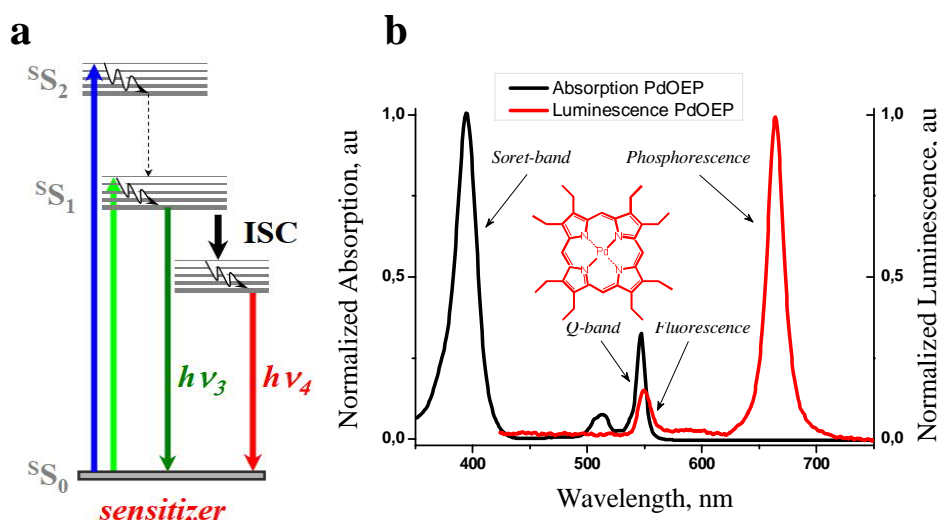 a
ˢS₂
ˢS₁
ISC
hν₃
hν₄
ˢS₀
sensitizer
b
Absorption PdOEP
Luminescence PdOEP
Normalized Absorption, au
1,0
0,5
0,0
Soret-band
Phosphorescence
N
N
Pd
N
N
Q-band
Fluorescence
1,0
0,5
0,0
Normalized Luminescence, au
400
500
600
700
Wavelength, nm